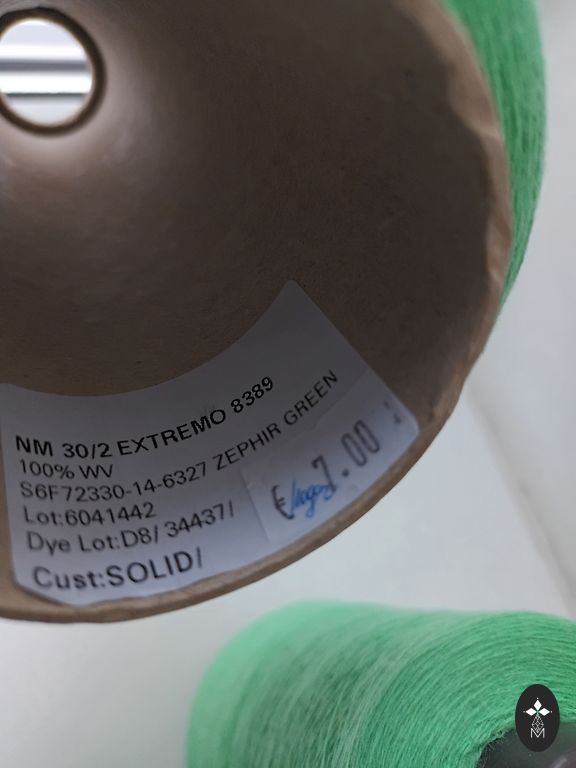 NM 30/2 EXTREMO 8389
100% WV
S6F72330-14-6327 ZEPHIR GREEN
Lot:6041442
Dye Lot:D8/ 34437/
Cust:SOLID/
€ 7.00
M